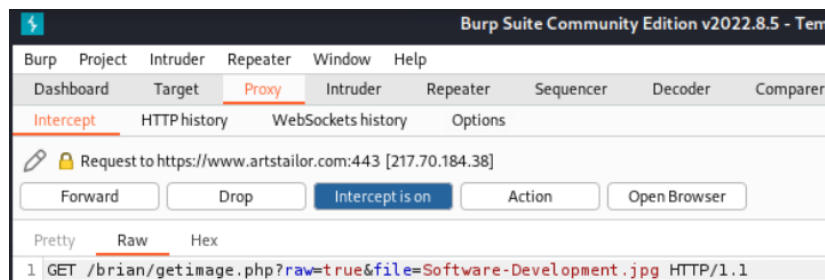 Burp Suite Community Edition v2022.8.5 - Tem
Burp Project Intruder Repeater Window Help
Dashboard Target Proxy Intruder Repeater Sequencer Decoder Comparer
Intercept HTTP history WebSockets history Options
Request to https://www.artstailor.com:443 [217.70.184.38]
Forward Drop Intercept is on Action Open Browser
Pretty Raw Hex
1 GET /brian/getimage.php?raw=true&file=Software-Development.jpg HTTP/1.1